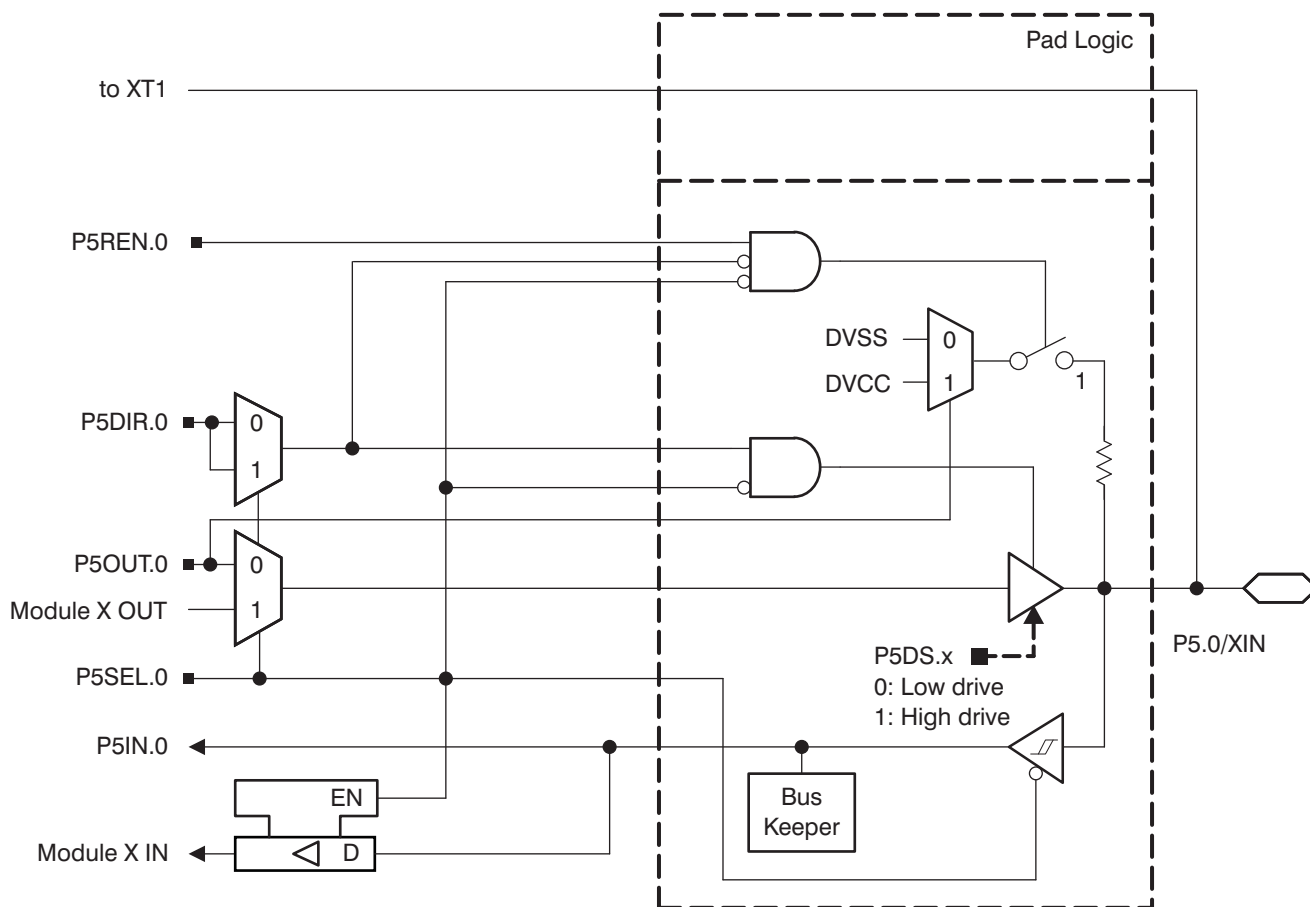 Pad Logic
to XT1
P5REN.0
DVSS
0
DVCC
1
1
P5DIR.0
0
1
P5OUT.0
0
Module X OUT
1
P5SEL.0
P5DS.x
0: Low drive
1: High drive
P5.0/XIN
P5IN.0
EN
Bus
Keeper
Module X IN
D